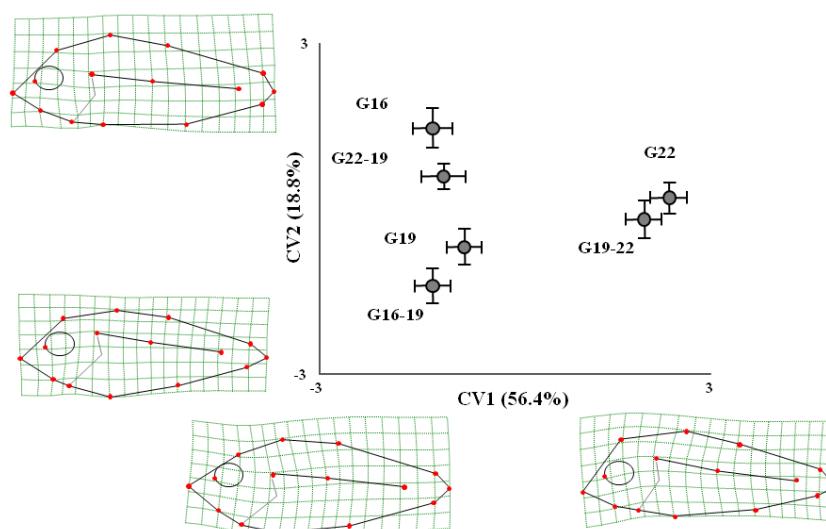 3
G16
G22-19
G22
G19
G19-22
G16-19
CV2 (18.8%)
-3
-3
CV1 (56.4%)
3